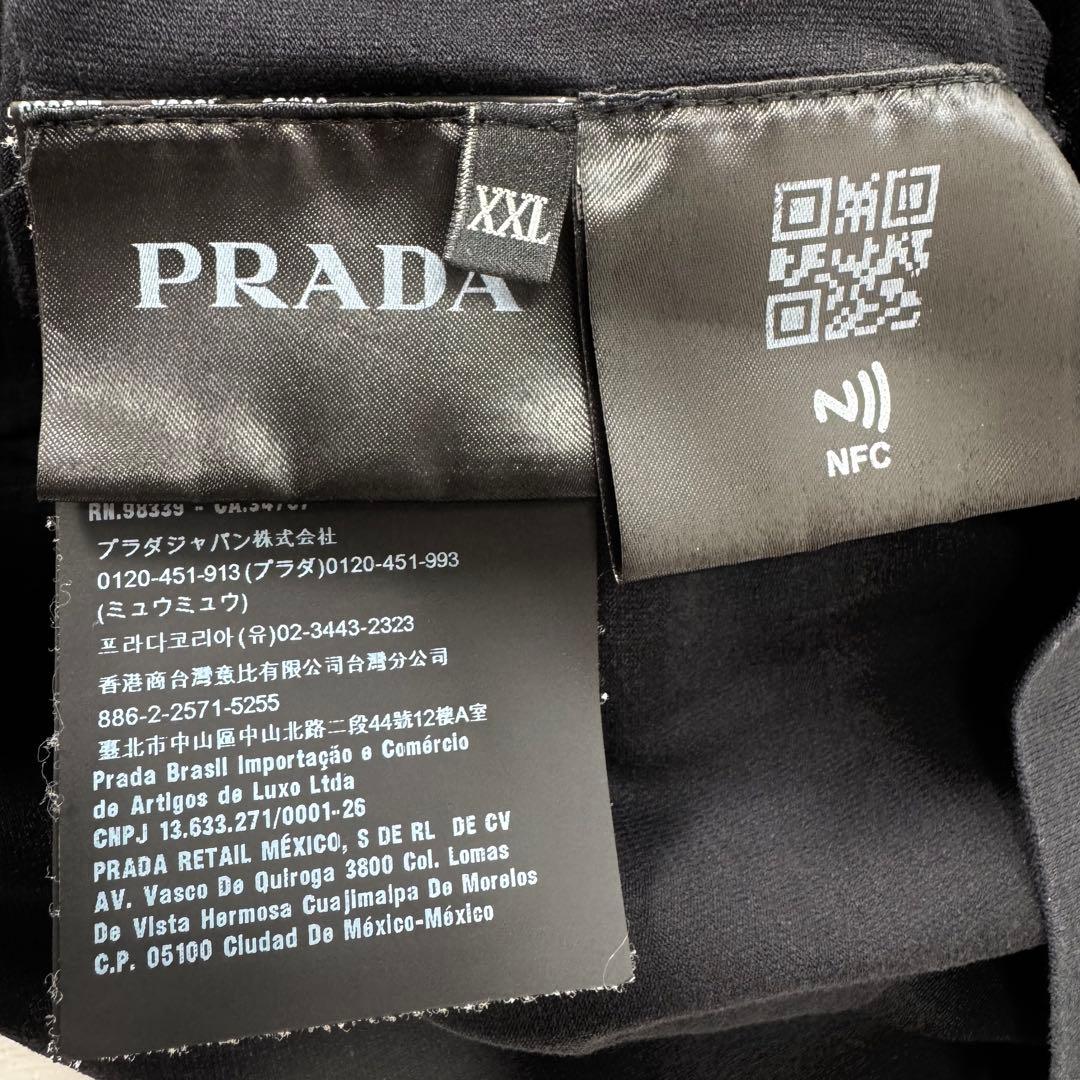 XXL
PRADA
NFC
RN.98339 - CA.34707
プラダジャパン株式会社
0120-451-913(プラダ)0120-451-993
(ミュウミュウ)
프라다코리아(유)02-3443-2323
香港商台灣意比有限公司台灣分公司
886-2-2571-5255
臺北市中山區中山北路二段44號12樓A室
Prada Brasil Importação e Comércio
de Artigos de Luxo Ltda
CNPJ 13.633.271/0001-26
PRADA RETAIL MÉXICO, S DE RL DE CV
AV. Vasco De Quiroga 3800 Col. Lomas
De Vista Hermosa Cuajimalpa De Morelos
C.P. 05100 Ciudad De México-México